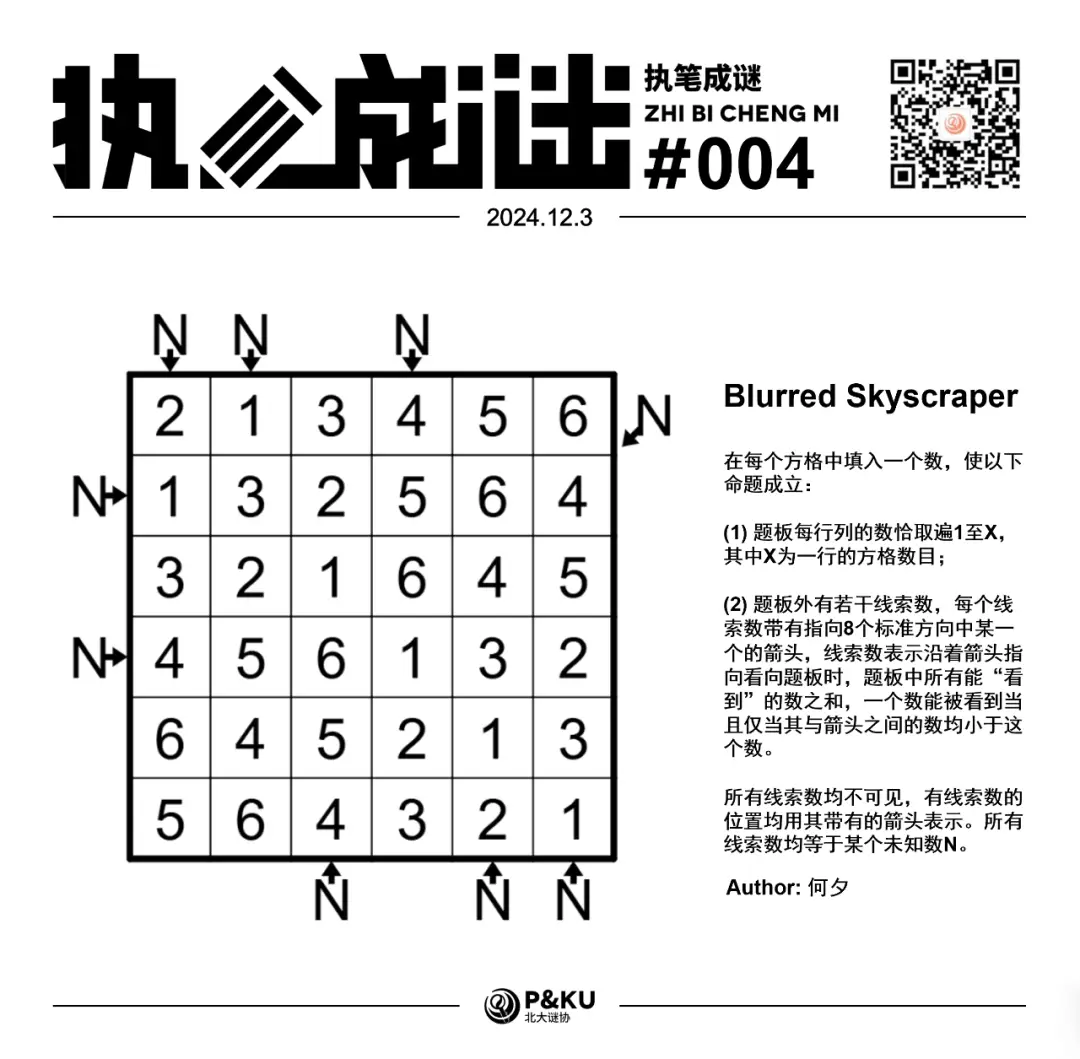 执笔成谜
执笔成谜
ZHI BI CHENG MI
#004
2024.12.3
N N N
2 1 3 4 5 6 N
N 1 3 2 5 6 4
3 2 1 6 4 5
N 4 5 6 1 3 2
6 4 5 2 1 3
5 6 4 3 2 1
N N N
Blurred Skyscraper
在每个方格中填入一个数，使以下
命题成立：
(1) 题板每行列的数恰取遍1至X，
其中X为一行的方格数目；
(2) 题板外有若干线索数，每个线
索数带有指向8个标准方向中某一
个的箭头，线索数表示沿着箭头指
向看向题板时，题板中所有能“看
到”的数之和，一个数能被看到当
且仅当其与箭头之间的数均小于这
个数。
所有线索数均不可见，有线索数的
位置均用其带有的箭头表示。所有
线索数均等于某个未知数N。
Author: 何夕
P&KU
北大谜协